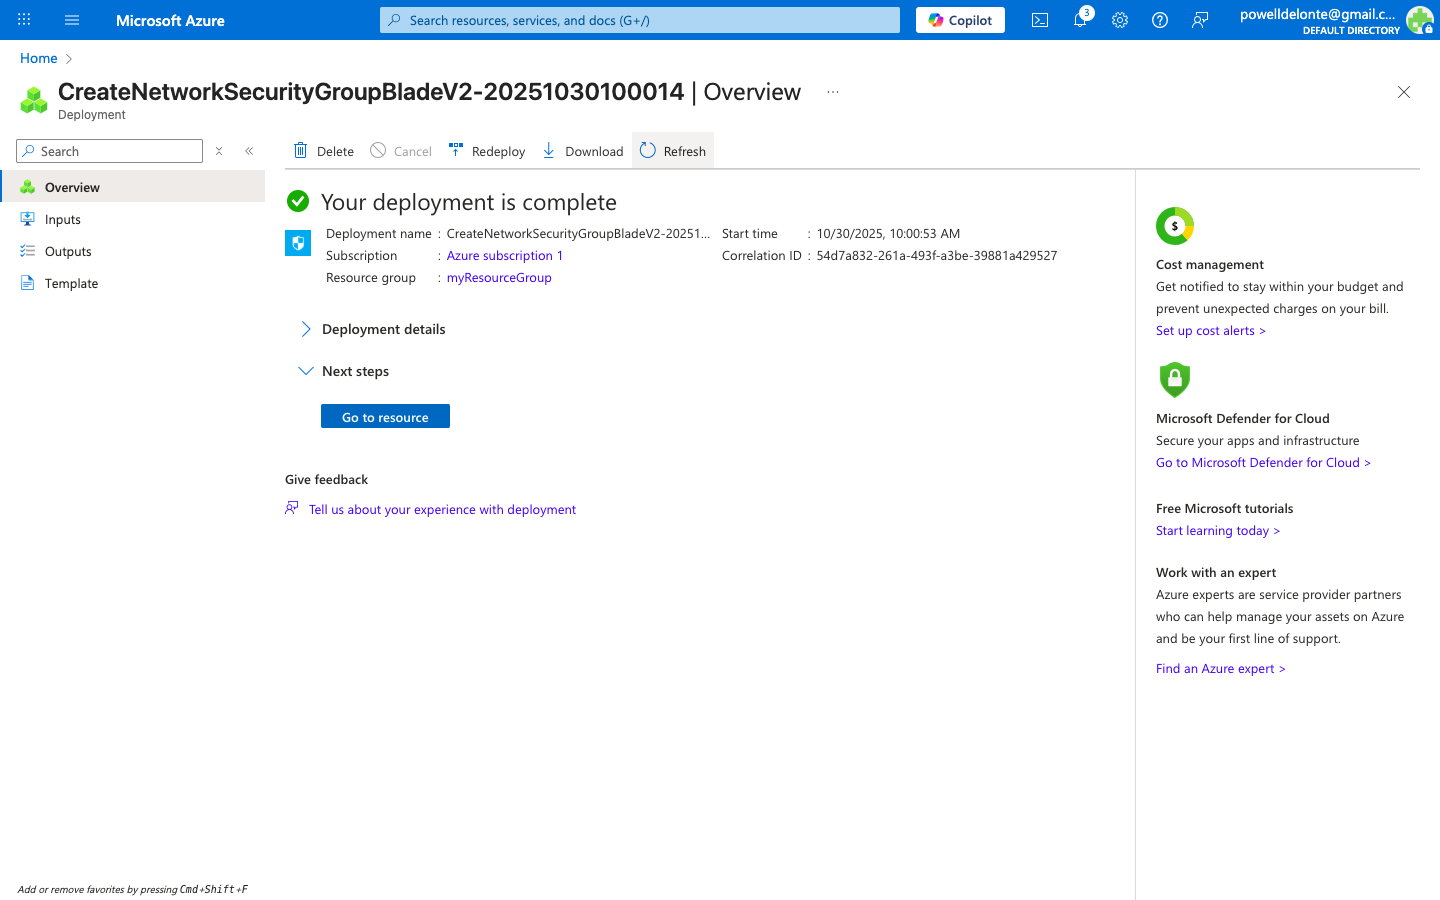 Microsoft Azure
Search resources, services, and docs (G+/)
Copilot
3
powelldelonte@gmail.c...
DEFAULT DIRECTORY
Home
CreateNetworkSecurityGroupBladeV2-20251030100014 | Overview
...
Deployment
Search
Overview
Inputs
Outputs
Template
Delete
Cancel
Redeploy
Download
Refresh
Your deployment is complete
Deployment name : CreateNetworkSecurityGroupBladeV2-20251...
Subscription : Azure subscription 1
Resource group : myResourceGroup
Start time : 10/30/2025, 10:00:53 AM
Correlation ID : 54d7a832-261a-493f-a3be-39881a429527
Deployment details
Next steps
Go to resource
Give feedback
Tell us about your experience with deployment
$
Cost management
Get notified to stay within your budget and
prevent unexpected charges on your bill.
Set up cost alerts >
Microsoft Defender for Cloud
Secure your apps and infrastructure
Go to Microsoft Defender for Cloud >
Free Microsoft tutorials
Start learning today >
Work with an expert
Azure experts are service provider partners
who can help manage your assets on Azure
and be your first line of support.
Find an Azure expert >
Add or remove favorites by pressing Cmd+Shift+F